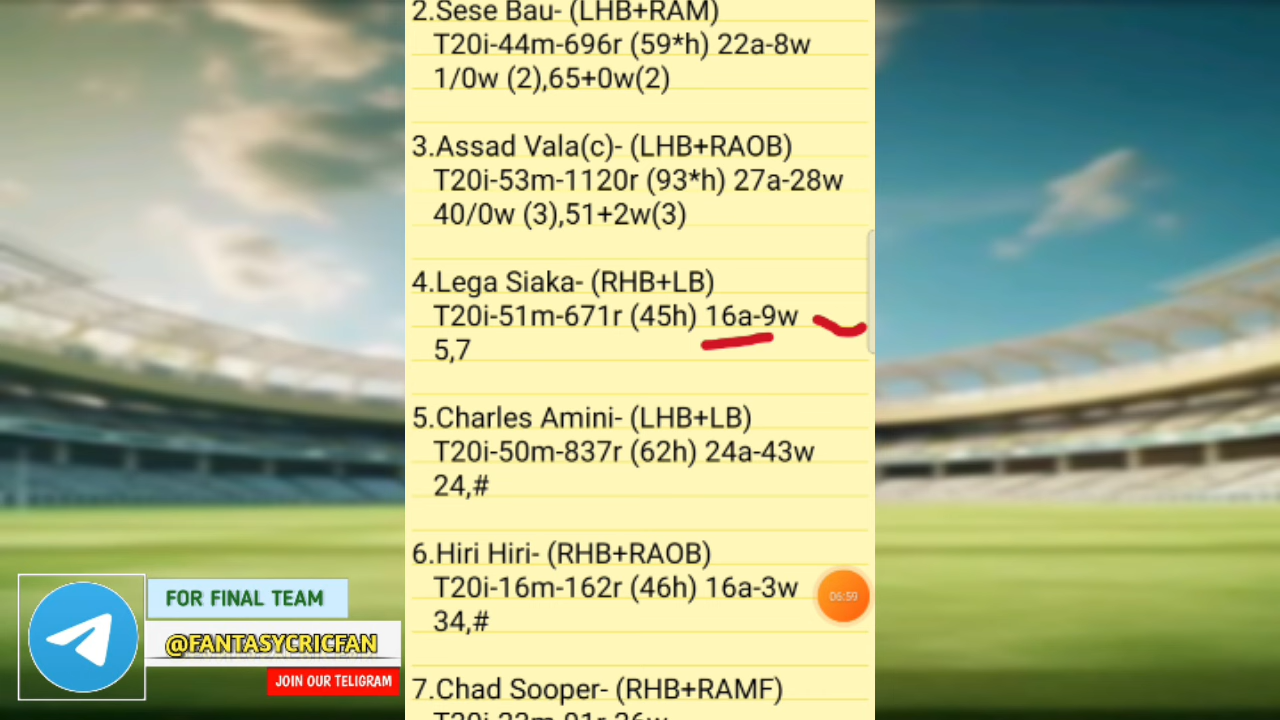 2.Sese Bau- (LHB+RAM)
T20i-44m-696r (59*h) 22a-8w
1/0w (2),65+0w(2)
3.Assad Vala(c)- (LHB+RAOB)
T20i-53m-1120r (93*h) 27a-28w
40/0w (3),51+2w(3)
4.Lega Siaka- (RHB+LB)
T20i-51m-671r (45h) 16a-9w
5,7
5.Charles Amini- (LHB+LB)
T20i-50m-837r (62h) 24a-43w
24,#
6.Hiri Hiri- (RHB+RAOB)
T20i-16m-162r (46h) 16a-3w
34,#
06:59
7.Chad Sooper- (RHB+RAMF)
FOR FINAL TEAM
@FANTASYCRICFAN
JOIN OUR TELIGRAM